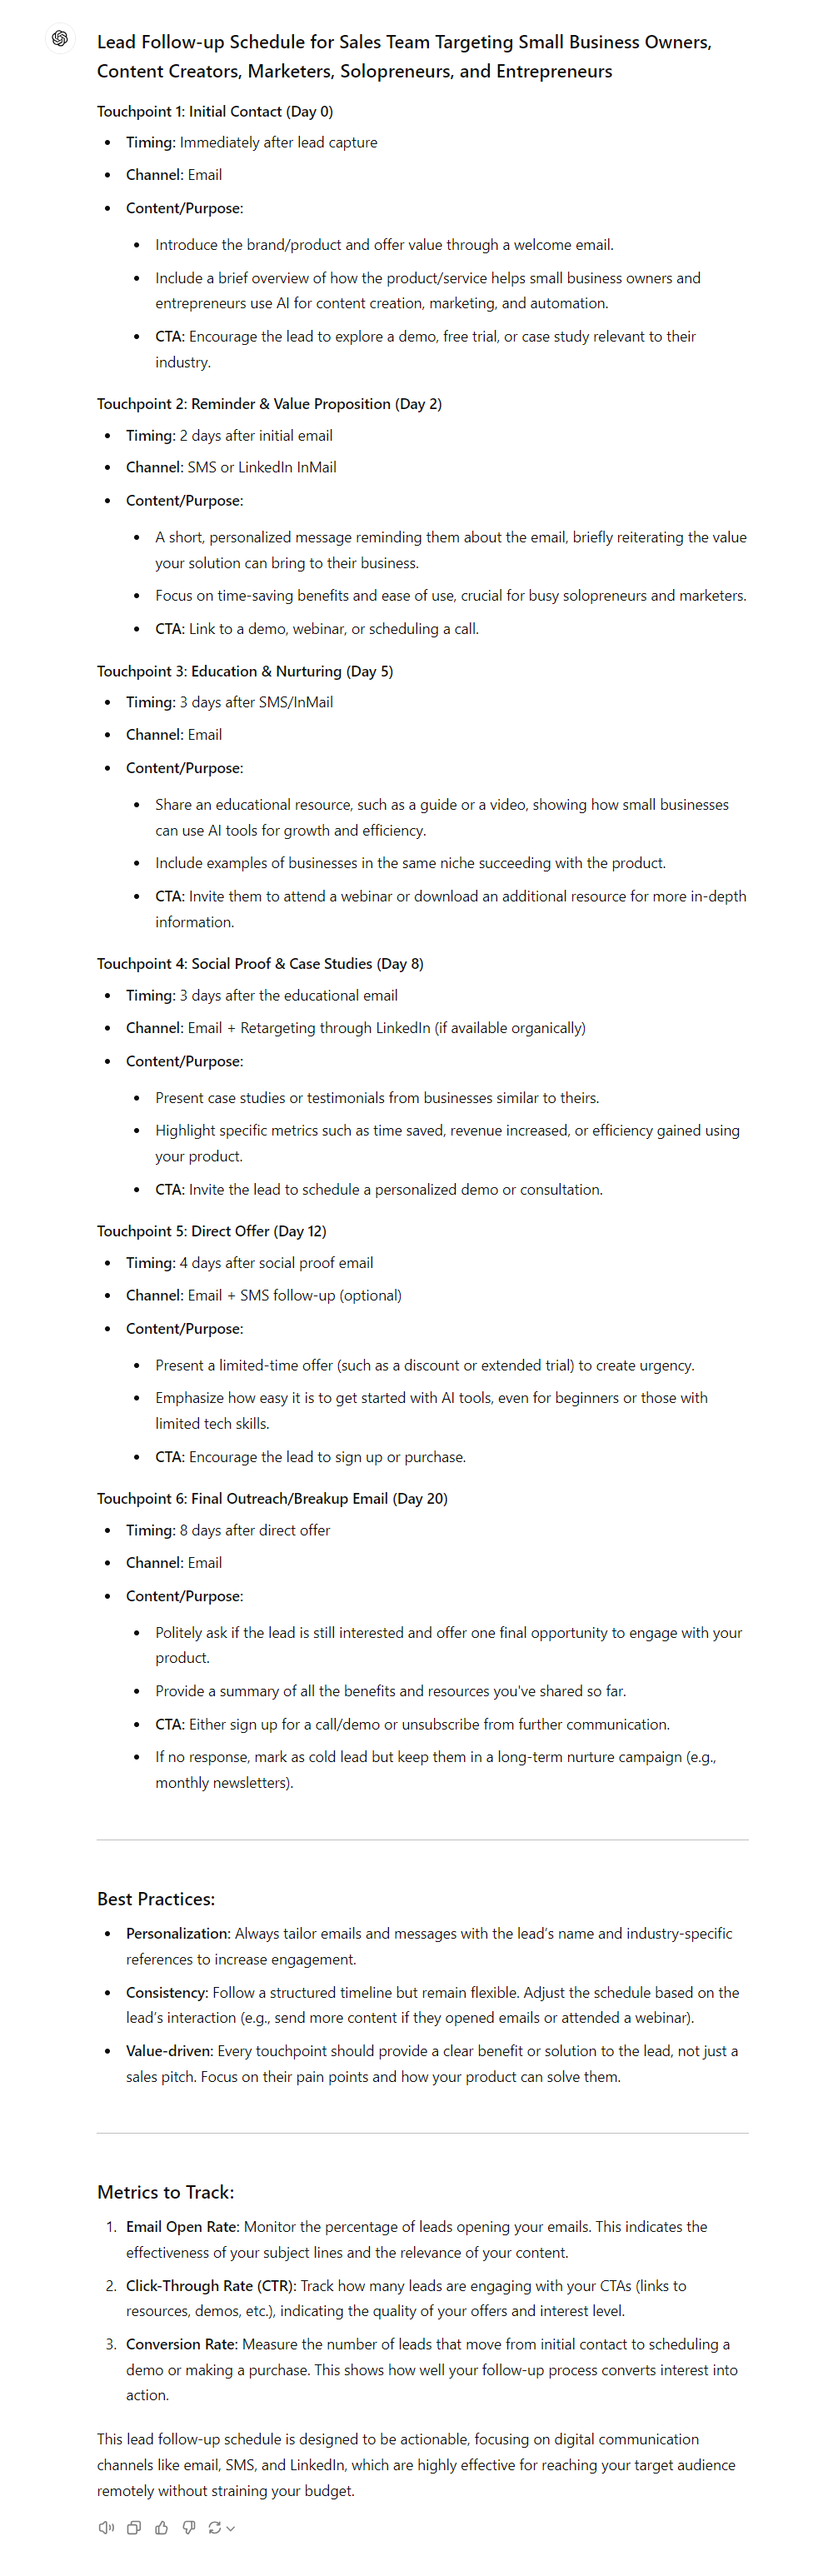 Lead Follow-up Schedule for Sales Team Targeting Small Business Owners,
Content Creators, Marketers, Solopreneurs, and Entrepreneurs
Touchpoint 1: Initial Contact (Day 0)
• Timing: Immediately after lead capture
• Channel: Email
• Content/Purpose:
• Introduce the brand/product and offer value through a welcome email.
• Include a brief overview of how the product/service helps small business owners and
entrepreneurs use AI for content creation, marketing, and automation.
• CTA: Encourage the lead to explore a demo, free trial, or case study relevant to their
industry.
Touchpoint 2: Reminder & Value Proposition (Day 2)
• Timing: 2 days after initial email
• Channel: SMS or LinkedIn InMail
• Content/Purpose:
• A short, personalized message reminding them about the email, briefly reiterating the value
your solution can bring to their business.
• Focus on time-saving benefits and ease of use, crucial for busy solopreneurs and marketers.
• CTA: Link to a demo, webinar, or scheduling a call.
Touchpoint 3: Education & Nurturing (Day 5)
• Timing: 3 days after SMS/InMail
• Channel: Email
• Content/Purpose:
• Share an educational resource, such as a guide or a video, showing how small businesses
can use AI tools for growth and efficiency.
• Include examples of businesses in the same niche succeeding with the product.
• CTA: Invite them to attend a webinar or download an additional resource for more in-depth
information.
Touchpoint 4: Social Proof & Case Studies (Day 8)
• Timing: 3 days after the educational email
• Channel: Email + Retargeting through LinkedIn (if available organically)
• Content/Purpose:
• Present case studies or testimonials from businesses similar to theirs.
• Highlight specific metrics such as time saved, revenue increased, or efficiency gained using
your product.
• CTA: Invite the lead to schedule a personalized demo or consultation.
Touchpoint 5: Direct Offer (Day 12)
• Timing: 4 days after social proof email
• Channel: Email + SMS follow-up (optional)
• Content/Purpose:
• Present a limited-time offer (such as a discount or extended trial) to create urgency.
• Emphasize how easy it is to get started with AI tools, even for beginners or those with
limited tech skills.
• CTA: Encourage the lead to sign up or purchase.
Touchpoint 6: Final Outreach/Breakup Email (Day 20)
• Timing: 8 days after direct offer
• Channel: Email
• Content/Purpose:
• Politely ask if the lead is still interested and offer one final opportunity to engage with your
product.
• Provide a summary of all the benefits and resources you've shared so far.
• CTA: Either sign up for a call/demo or unsubscribe from further communication.
• If no response, mark as cold lead but keep them in a long-term nurture campaign (e.g.,
monthly newsletters).
Best Practices:
• Personalization: Always tailor emails and messages with the lead's name and industry-specific
references to increase engagement.
• Consistency: Follow a structured timeline but remain flexible. Adjust the schedule based on the
lead's interaction (e.g., send more content if they opened emails or attended a webinar).
• Value-driven: Every touchpoint should provide a clear benefit or solution to the lead, not just a
sales pitch. Focus on their pain points and how your product can solve them.
Metrics to Track:
1. Email Open Rate: Monitor the percentage of leads opening your emails. This indicates the
effectiveness of your subject lines and the relevance of your content.
2. Click-Through Rate (CTR): Track how many leads are engaging with your CTAs (links to
resources, demos, etc.), indicating the quality of your offers and interest level.
3. Conversion Rate: Measure the number of leads that move from initial contact to scheduling a
demo or making a purchase. This shows how well your follow-up process converts interest into
action.
This lead follow-up schedule is designed to be actionable, focusing on digital communication
channels like email, SMS, and LinkedIn, which are highly effective for reaching your target audience
remotely without straining your budget.